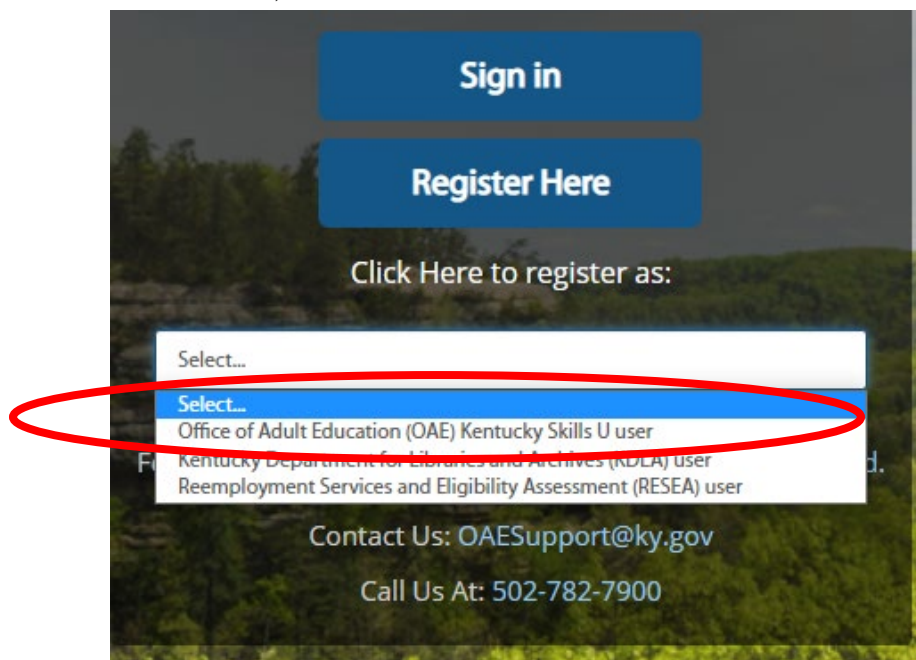 Sign in
Register Here
Click Here to register as:
Select...
Select...
Office of Adult Education (OAE) Kentucky Skills U user
Kentucky Department for Libraries and Archives (KDLA) user
Reemployment Services and Eligibility Assessment (RESEA) user
Contact Us: OAESupport@ky.gov
Call Us At: 502-782-7900